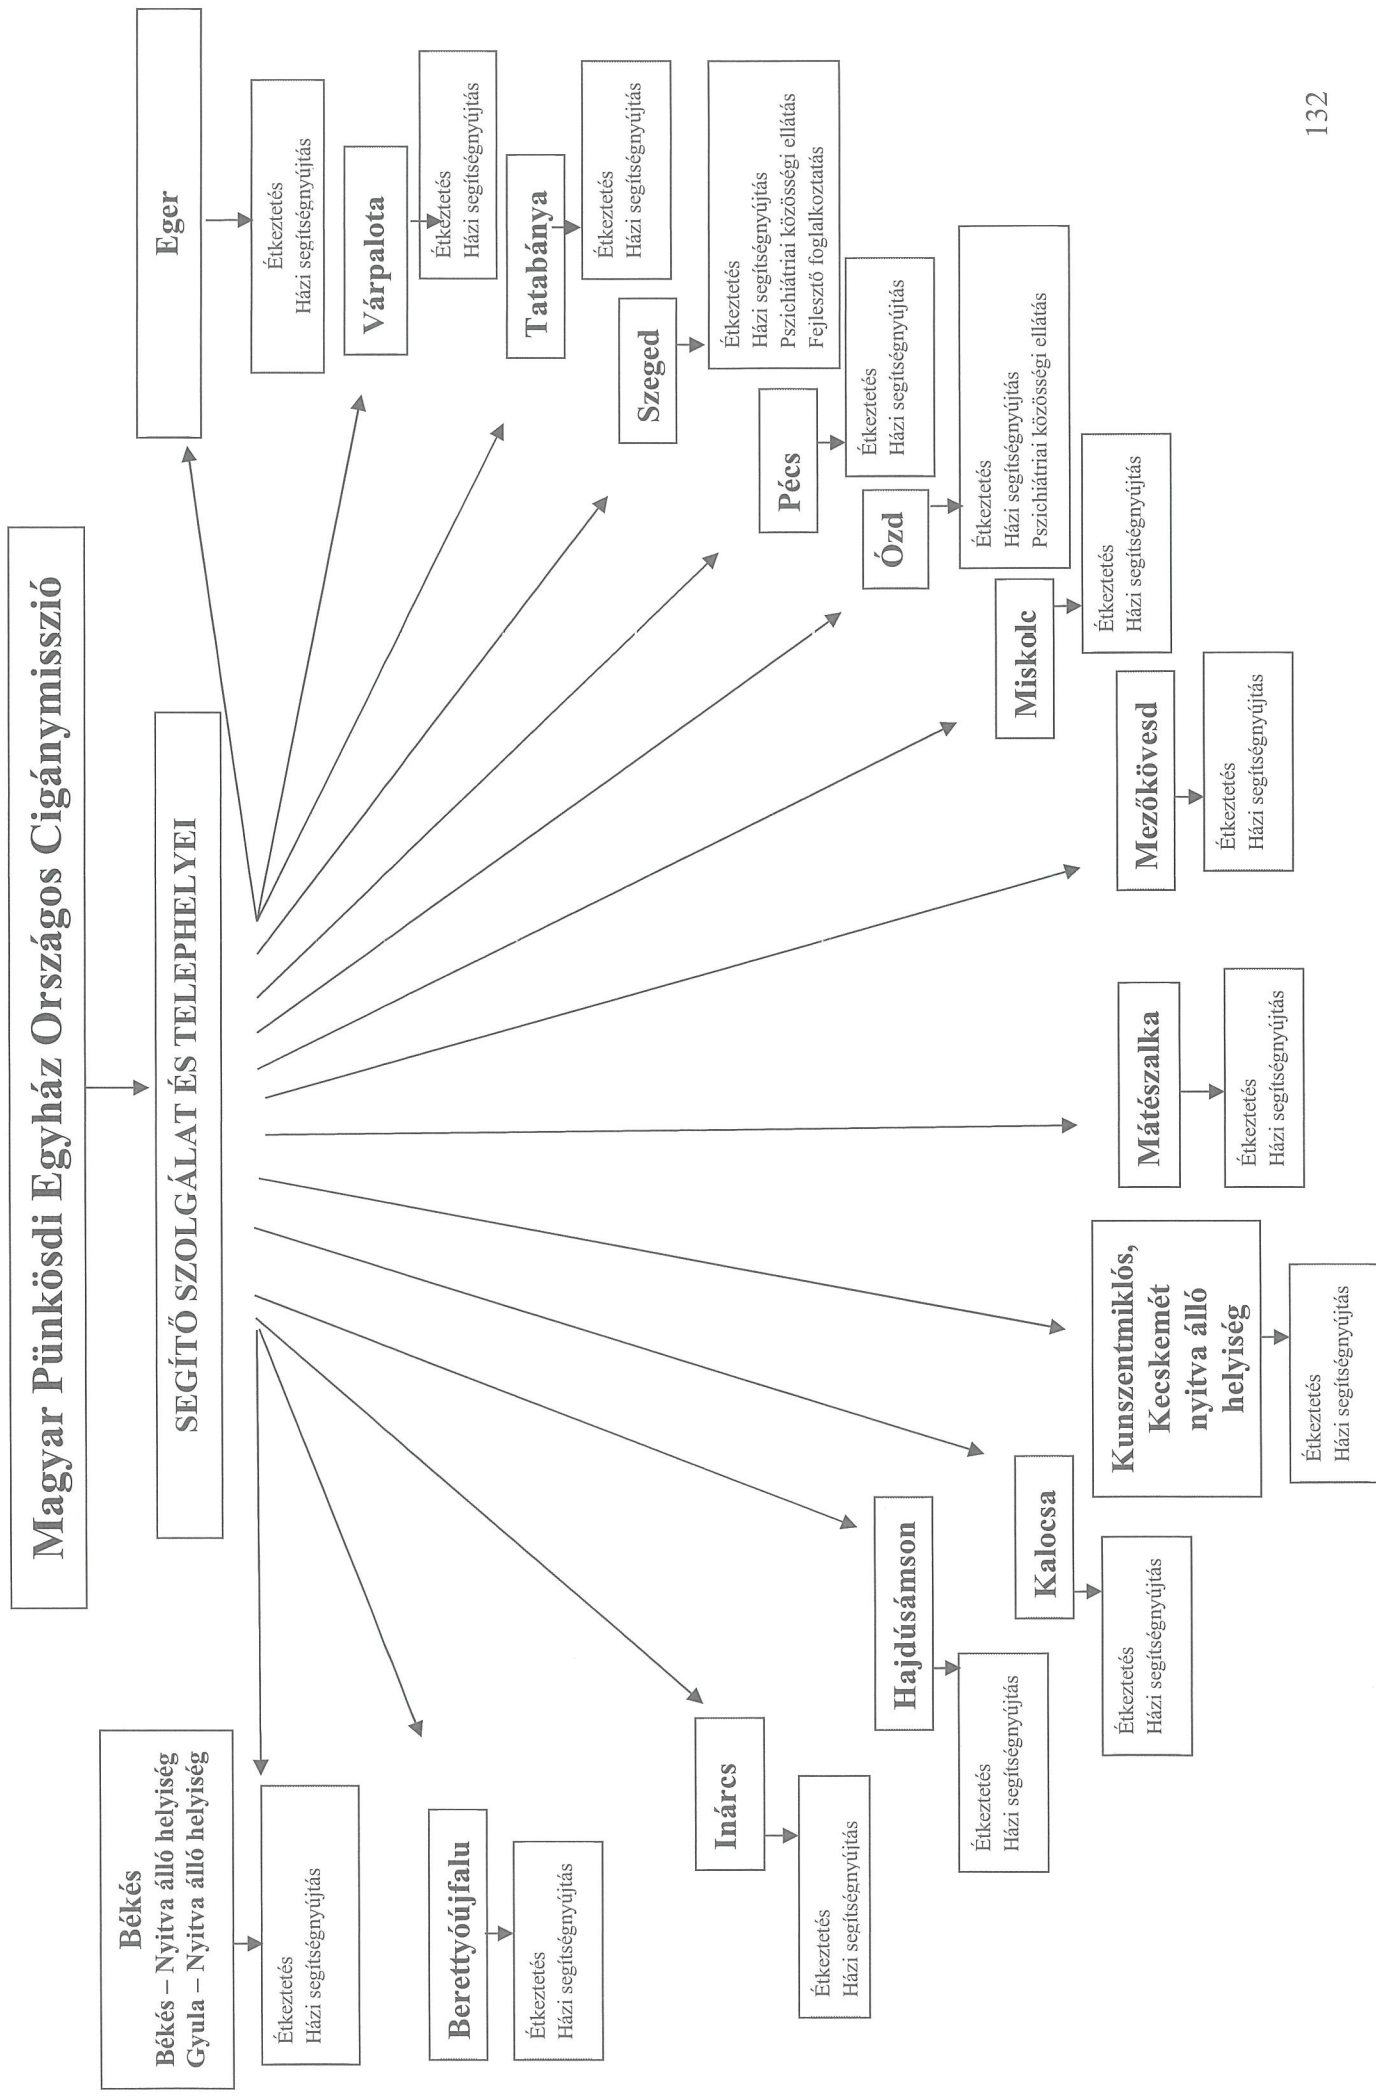 Magyar Pünkösdi Egyház Országos Cigánymisszió
SEGÍTŐ SZOLGÁLAT ÉS TELEPHELYEI
Békés
Békés – Nyitva álló helyiség
Gyula – Nyitva álló helyiség
Étkeztetés
Házi segítségnyújtás
Berettyóújfalu
Étkeztetés
Házi segítségnyújtás
Inárcs
Étkeztetés
Házi segítségnyújtás
Hajdúsámson
Étkeztetés
Házi segítségnyújtás
Kalocsa
Étkeztetés
Házi segítségnyújtás
Kunszentmiklós,
Kecskemét
nyitva álló
helyiség
Étkeztetés
Házi segítségnyújtás
Mátészalka
Étkeztetés
Házi segítségnyújtás
Mezőkövesd
Étkeztetés
Házi segítségnyújtás
Miskolc
Étkeztetés
Házi segítségnyújtás
Ózd
Étkeztetés
Házi segítségnyújtás
Pszichiátriai közösségi ellátás
Pécs
Étkeztetés
Házi segítségnyújtás
Szeged
Étkeztetés
Házi segítségnyújtás
Pszichiátriai közösségi ellátás
Fejlesztő foglalkoztatás
Tatabánya
Étkeztetés
Házi segítségnyújtás
Várpalota
Étkeztetés
Házi segítségnyújtás
Eger
Étkeztetés
Házi segítségnyújtás
132